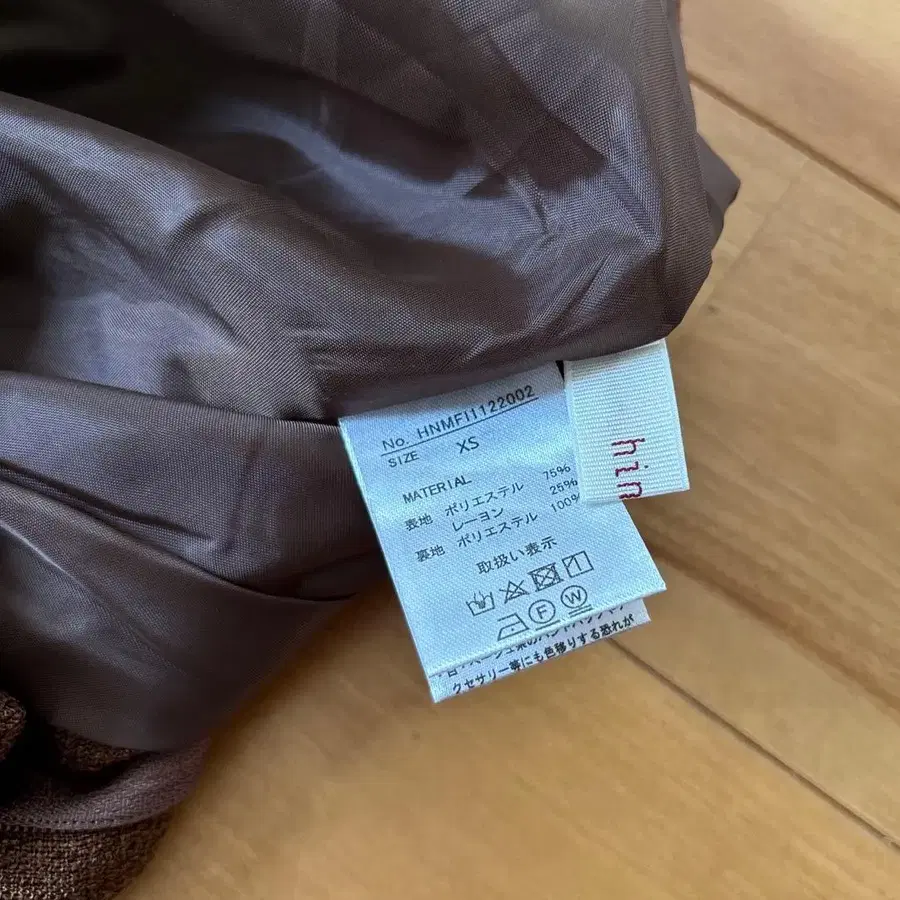 No. HNMFI1122002
SIZE XS
MATERIAL
表地 ポリエステル 75%
レーヨン 25%
裏地 ポリエステル 100%
取扱い表示
F W
クセサリー等にも色移りする恐れが
hin